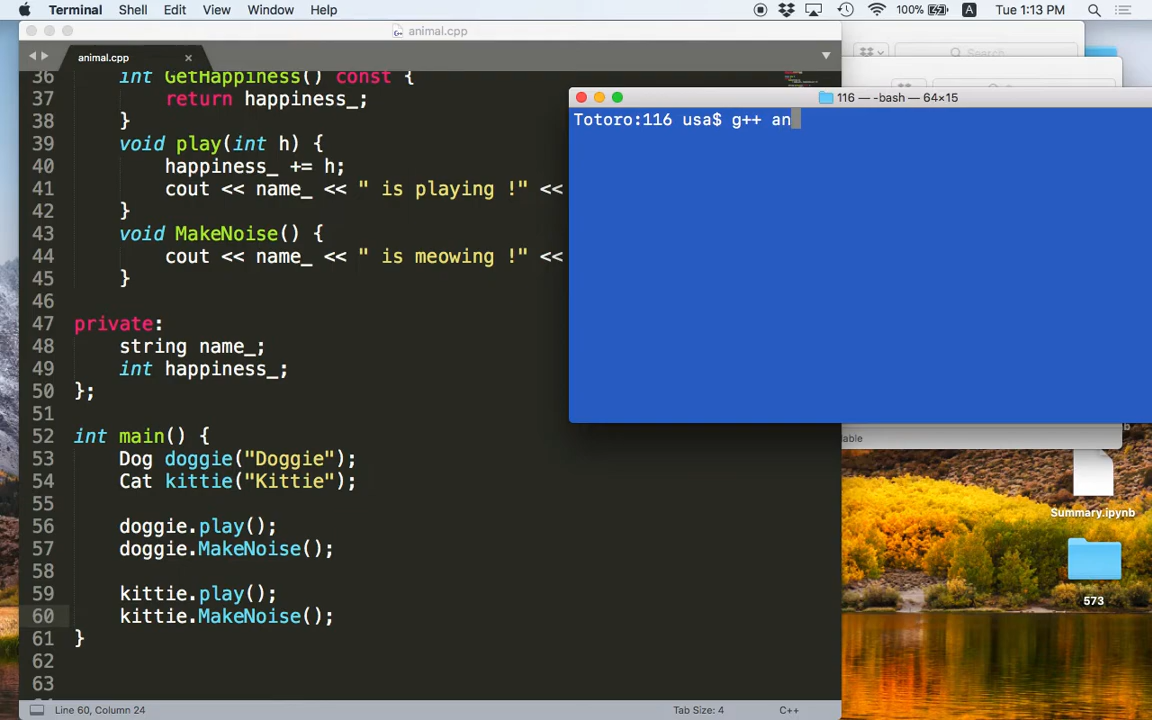 Terminal Shell Edit View Window Help 100% A Tue 1:13 PM
animal.cpp
animal.cpp
Search
36 int GetHappiness() const {
37 return happiness_;
38 }
39 void play(int h) {
40 happiness_ += h;
41 cout << name_ << " is playing !" <<
42 }
43 void MakeNoise() {
44 cout << name_ << " is meowing !" <<
45 }
46
47 private:
48 string name_;
49 int happiness_;
50 };
51
52 int main() {
53 Dog doggie("Doggie");
54 Cat kittie("Kittie");
55
56 doggie.play();
57 doggie.MakeNoise();
58
59 kittie.play();
60 kittie.MakeNoise();
61 }
62
63
Line 60, Column 24 Tab Size: 4 C++
116 — -bash — 64×15
Totoro:116 usa$ g++ an
lable
Summary.ipynb
573